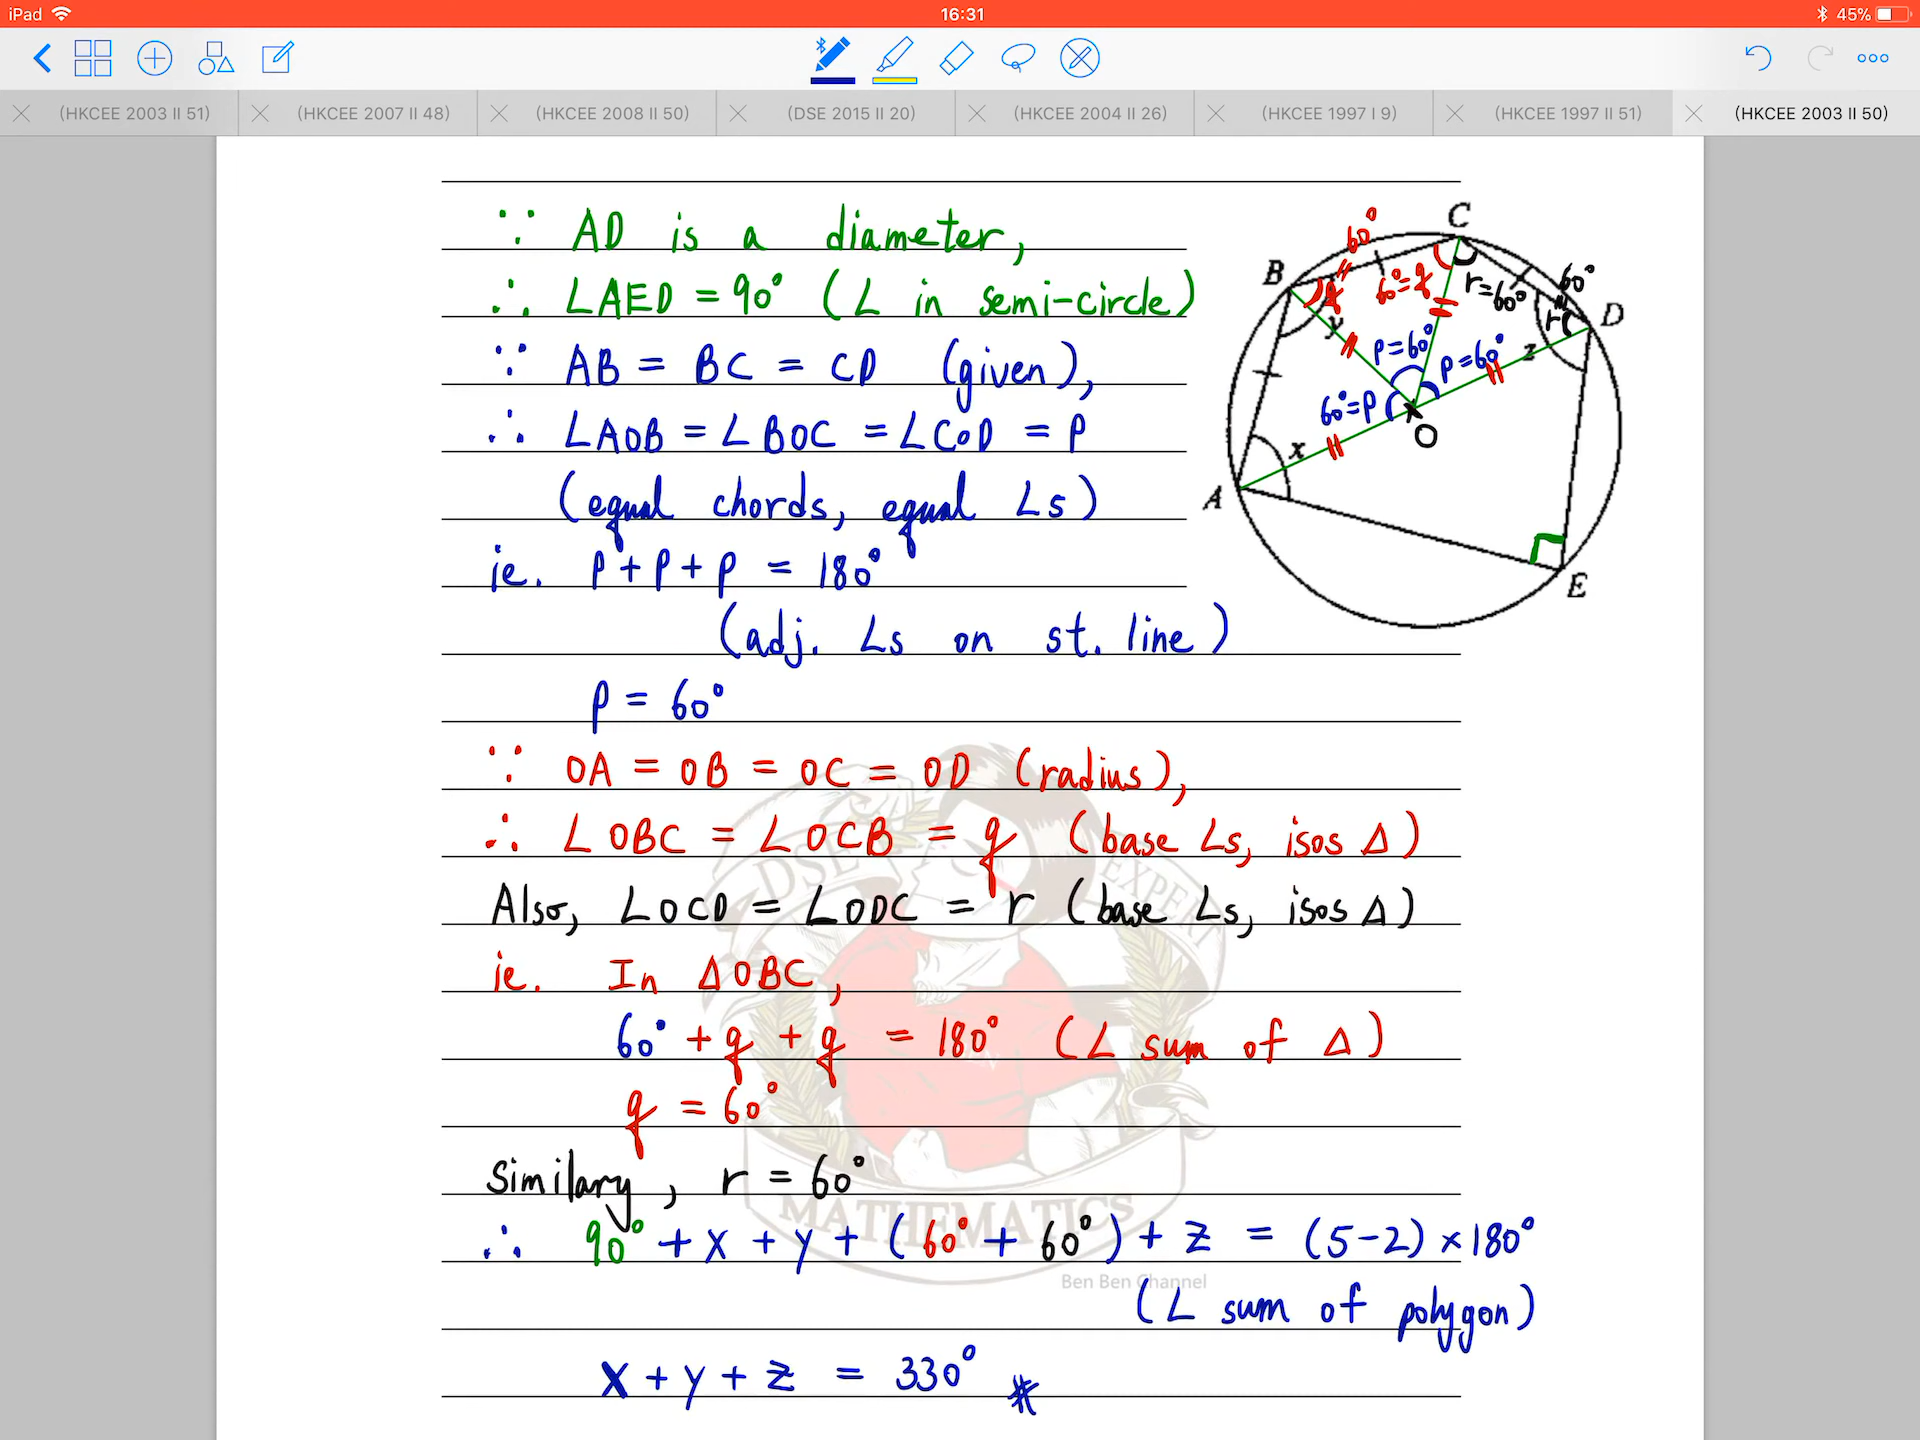 iPad 16:31 45%
(HKCEE 2003 II 51) (HKCEE 2007 II 48) (HKCEE 2008 II 50) (DSE 2015 II 20) (HKCEE 2004 II 26) (HKCEE 1997 I 9) (HKCEE 1997 II 51) (HKCEE 2003 II 50)
∵ AD is a diameter,
∴ ∠AED = 90° (∠ in semi-circle)
∵ AB = BC = CD (given),
∴ ∠AOB = ∠BOC = ∠COD = P
(equal chords, equal ∠s)
ie. P + P + P = 180°
(adj. ∠s on st. line)
P = 60°
∵ OA = OB = OC = OD (radius),
∴ ∠OBC = ∠OCB = q (base ∠s, isos Δ)
Also, ∠OCD = ∠ODC = r (base ∠s, isos Δ)
ie. In ΔOBC,
60° + q + q = 180° (∠ sum of Δ)
q = 60°
Similary, r = 60°
∴ 90° + x + y + (60° + 60°) + z = (5-2) × 180°
(∠ sum of polygon)
x + y + z = 330° *
C
60°
B
60°=q
r=60°
60°
q
r
D
y
P=60°
P=60°
z
60°=P
O
x
A
E
DSE EXPERT
MATHEMATICS
Ben Ben Channel